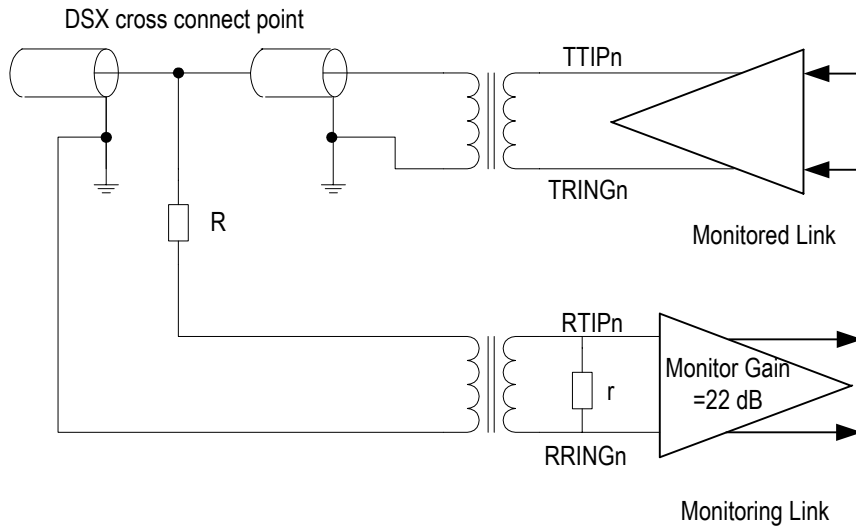 DSX cross connect point
TTIPn
TRINGn
R
Monitored Link
RTIPn
Monitor Gain
=22 dB
r
RRINGn
Monitoring Link